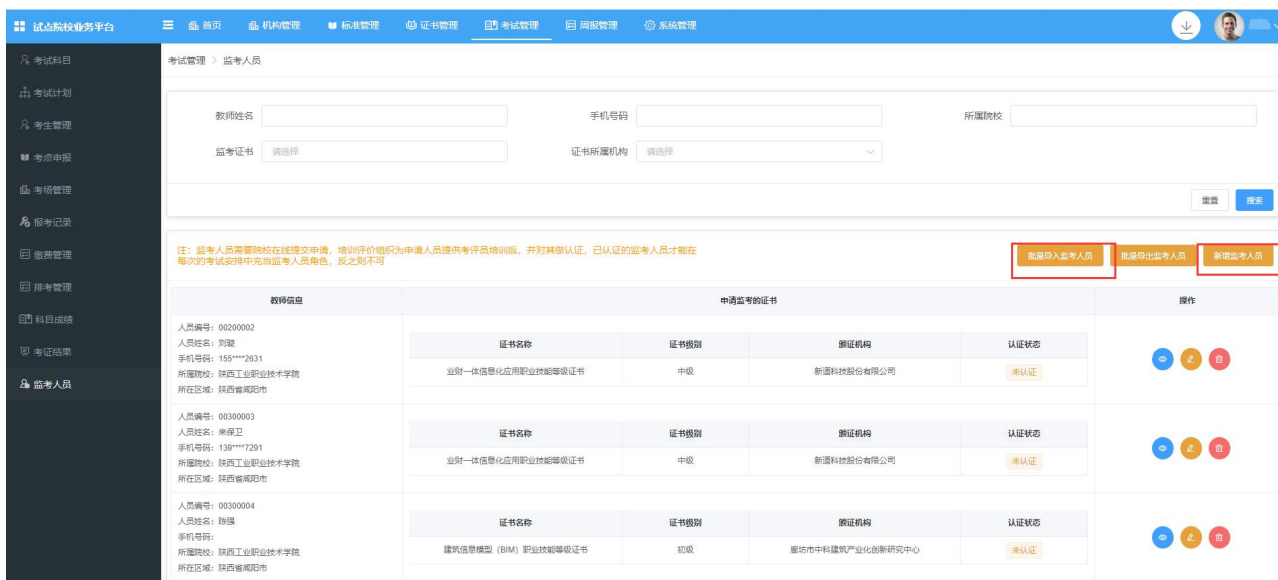 试点院校业务平台
首页
机构管理
标准管理
证书管理
考试管理
周报管理
系统管理
考试科目
考试计划
考生管理
考点申报
考场管理
报考记录
缴费管理
排考管理
科目成绩
考证结果
监考人员
考试管理 > 监考人员
教师姓名
手机号码
所属院校
监考证书 请选择
证书所属机构 请选择
重置
搜索
注：监考人员需要院校在线提交申请，培训评价组织为申请人员提供考评员培训后，并对其做认证，已认证的监考人员才能在
每次的考试安排中充当监考人员角色，反之则不可
批量导入监考人员
批量导出监考人员
新增监考人员
教师信息
申请监考的证书
操作
人员编号：00200002
人员姓名：刘璇
手机号码：155****2631
所属院校：陕西工业职业技术学院
所在区域：陕西省咸阳市
证书名称 证书级别 颁证机构 认证状态
业财一体信息化应用职业技能等级证书 中级 新道科技股份有限公司 未认证
人员编号：00300003
人员姓名：来保卫
手机号码：139****7291
所属院校：陕西工业职业技术学院
所在区域：陕西省咸阳市
证书名称 证书级别 颁证机构 认证状态
业财一体信息化应用职业技能等级证书 中级 新道科技股份有限公司 未认证
人员编号：00300004
人员姓名：陈强
手机号码：
所属院校：陕西工业职业技术学院
所在区域：陕西省咸阳市
证书名称 证书级别 颁证机构 认证状态
建筑信息模型（BIM）职业技能等级证书 初级 廊坊市中科建筑产业化创新研究中心 未认证